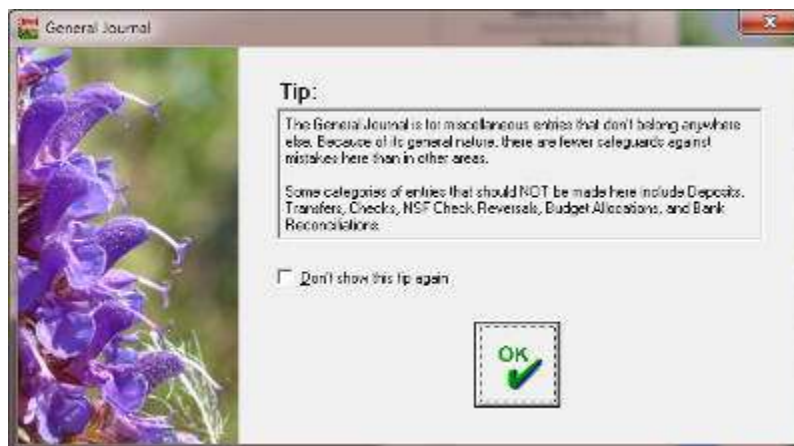 General Journal
Tip:
The General Journal is for miscellaneous entries that don't belong anywhere
else. Because of its general nature, there are fewer safeguards against
mistakes here than in other areas.
Some categories of entries that should NOT be made here include Deposits,
Transfers, Checks, NSF Check Reversals, Budget Allocations, and Bank
Reconciliations.
Don't show this tip again
OK